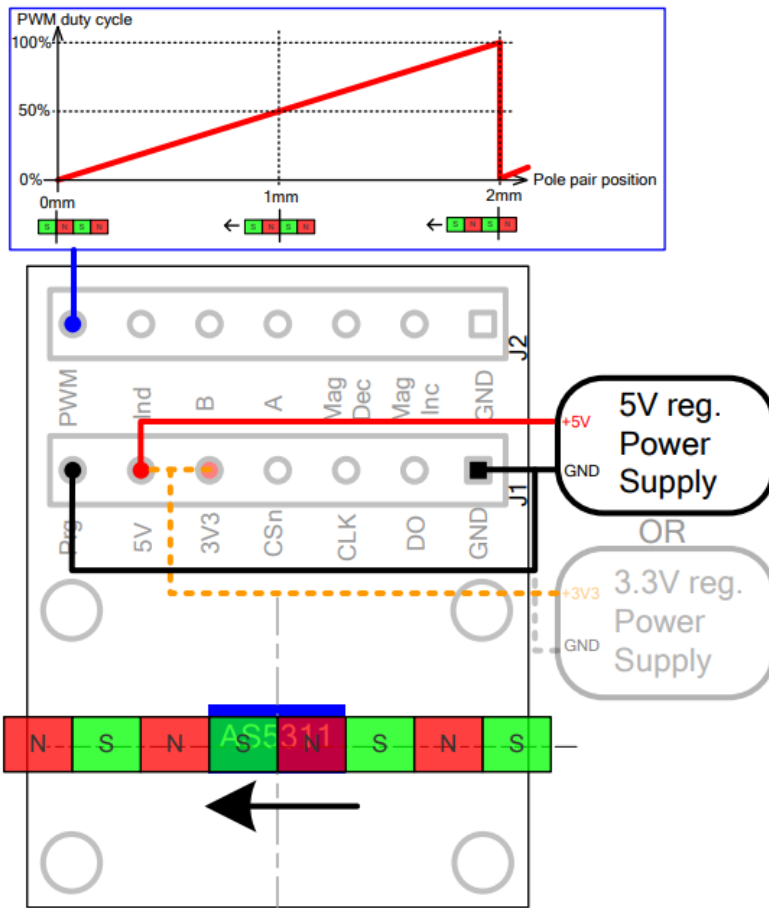 PWM duty cycle
100%
50%
0%
Pole pair position
0mm
1mm
2mm
S N S N
S N S N
S N S N
J2
PWM
Ind
B
A
Mag Dec
Mag Inc
GND
+5V
GND
5V reg.
Power
Supply
J1
Prg
5V
3V3
CSn
CLK
DO
GND
OR
+3V3
GND
3.3V reg.
Power
Supply
AS5311
N S N S N S N S